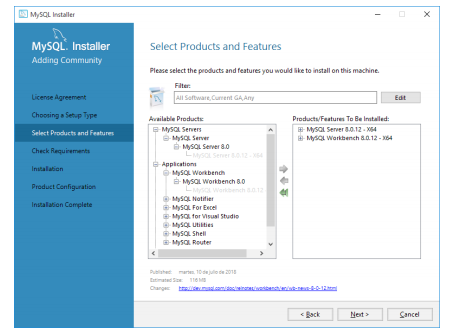 MySQL Installer
MySQL. Installer
Adding Community
License Agreement
Choosing a Setup Type
Select Products and Features
Check Requirements
Installation
Product Configuration
Installation Complete
Select Products and Features
Please select the products and features you would like to install on this machine.
Filter:
All Software,Current GA,Any
Edit
Available Products:
MySQL Servers
MySQL Server
MySQL Server 8.0
MySQL Server 8.0.12 - X64
Applications
MySQL Workbench
MySQL Workbench 8.0
MySQL Workbench 8.0.12
MySQL Notifier
MySQL For Excel
MySQL for Visual Studio
MySQL Utilities
MySQL Shell
MySQL Router
Products/Features To Be Installed:
MySQL Server 8.0.12 - X64
MySQL Workbench 8.0.12 - X64
Published: martes, 10 de julio de 2018
Estimated Size: 116 MB
Changes: http://dev.mysql.com/doc/relnotes/workbench/en/wb-news-8-0-12.html
< Back
Next >
Cancel